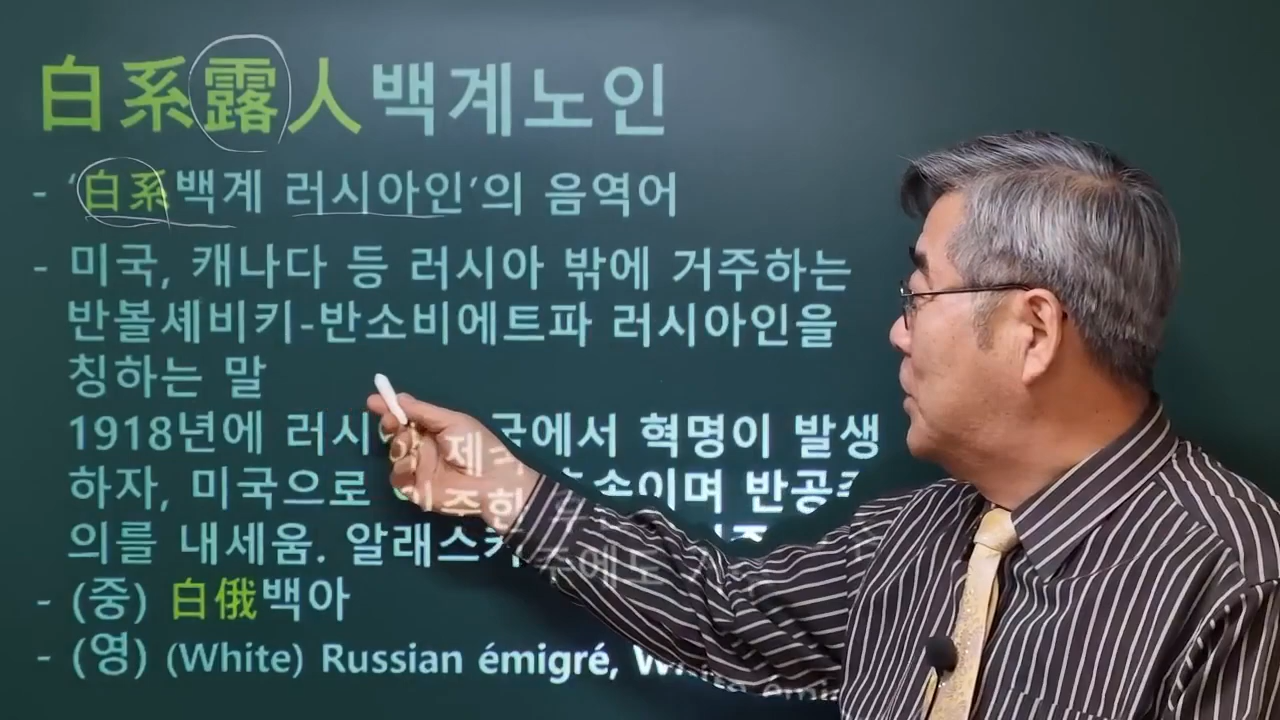 白系露人백계노인
- ‘白系백계 러시아인’의 음역어
- 미국, 캐나다 등 러시아 밖에 거주하는
반볼셰비키-반소비에트파 러시아인을
칭하는 말
1918년에 러시아 제국에서 혁명이 발생
하자, 미국으로 이주한 반공주
의를 내세움. 알래스카
- (중) 白俄백아
- (영) (White) Russian émigré, White